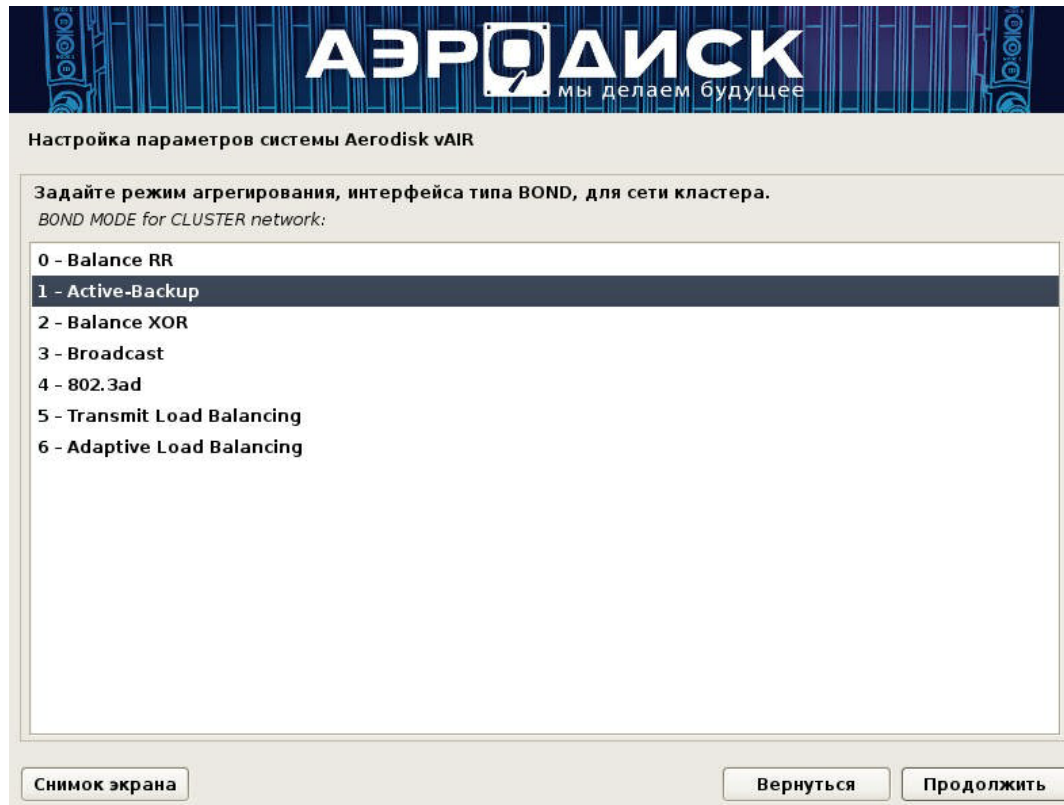 АЭРОДИСК
мы делаем будущее
Настройка параметров системы Aerodisk vAIR
Задайте режим агрегирования, интерфейса типа BOND, для сети кластера.
BOND MODE for CLUSTER network:
0 – Balance RR
1 – Active-Backup
2 – Balance XOR
3 – Broadcast
4 – 802.3ad
5 – Transmit Load Balancing
6 – Adaptive Load Balancing
Снимок экрана
Вернуться
Продолжить